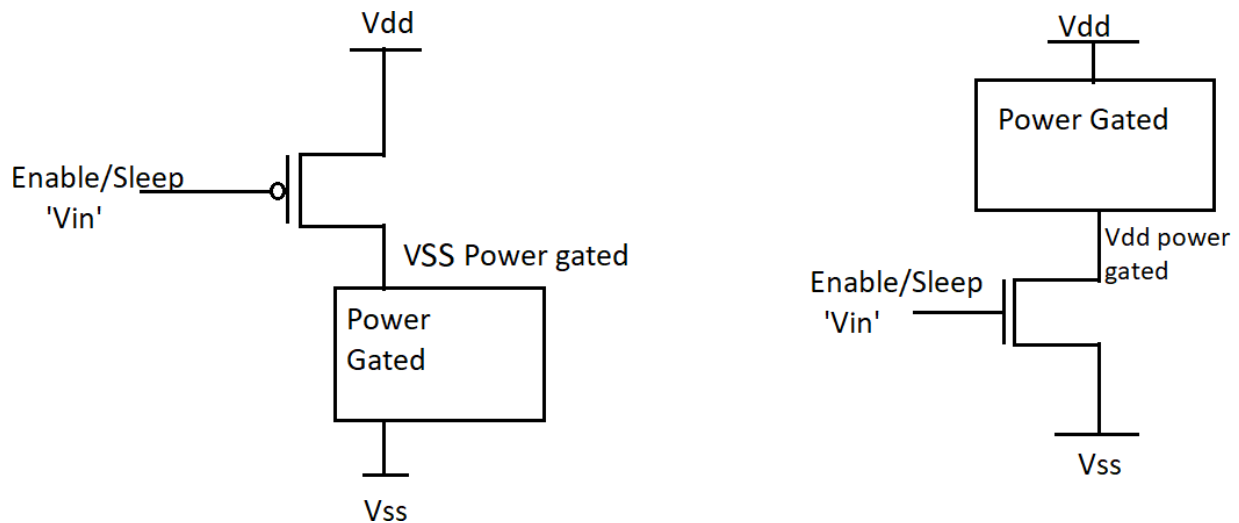 Vdd
Enable/Sleep
'Vin'
VSS Power gated
Power
Gated
Vss
Vdd
Power Gated
Vdd power
gated
Enable/Sleep
'Vin'
Vss